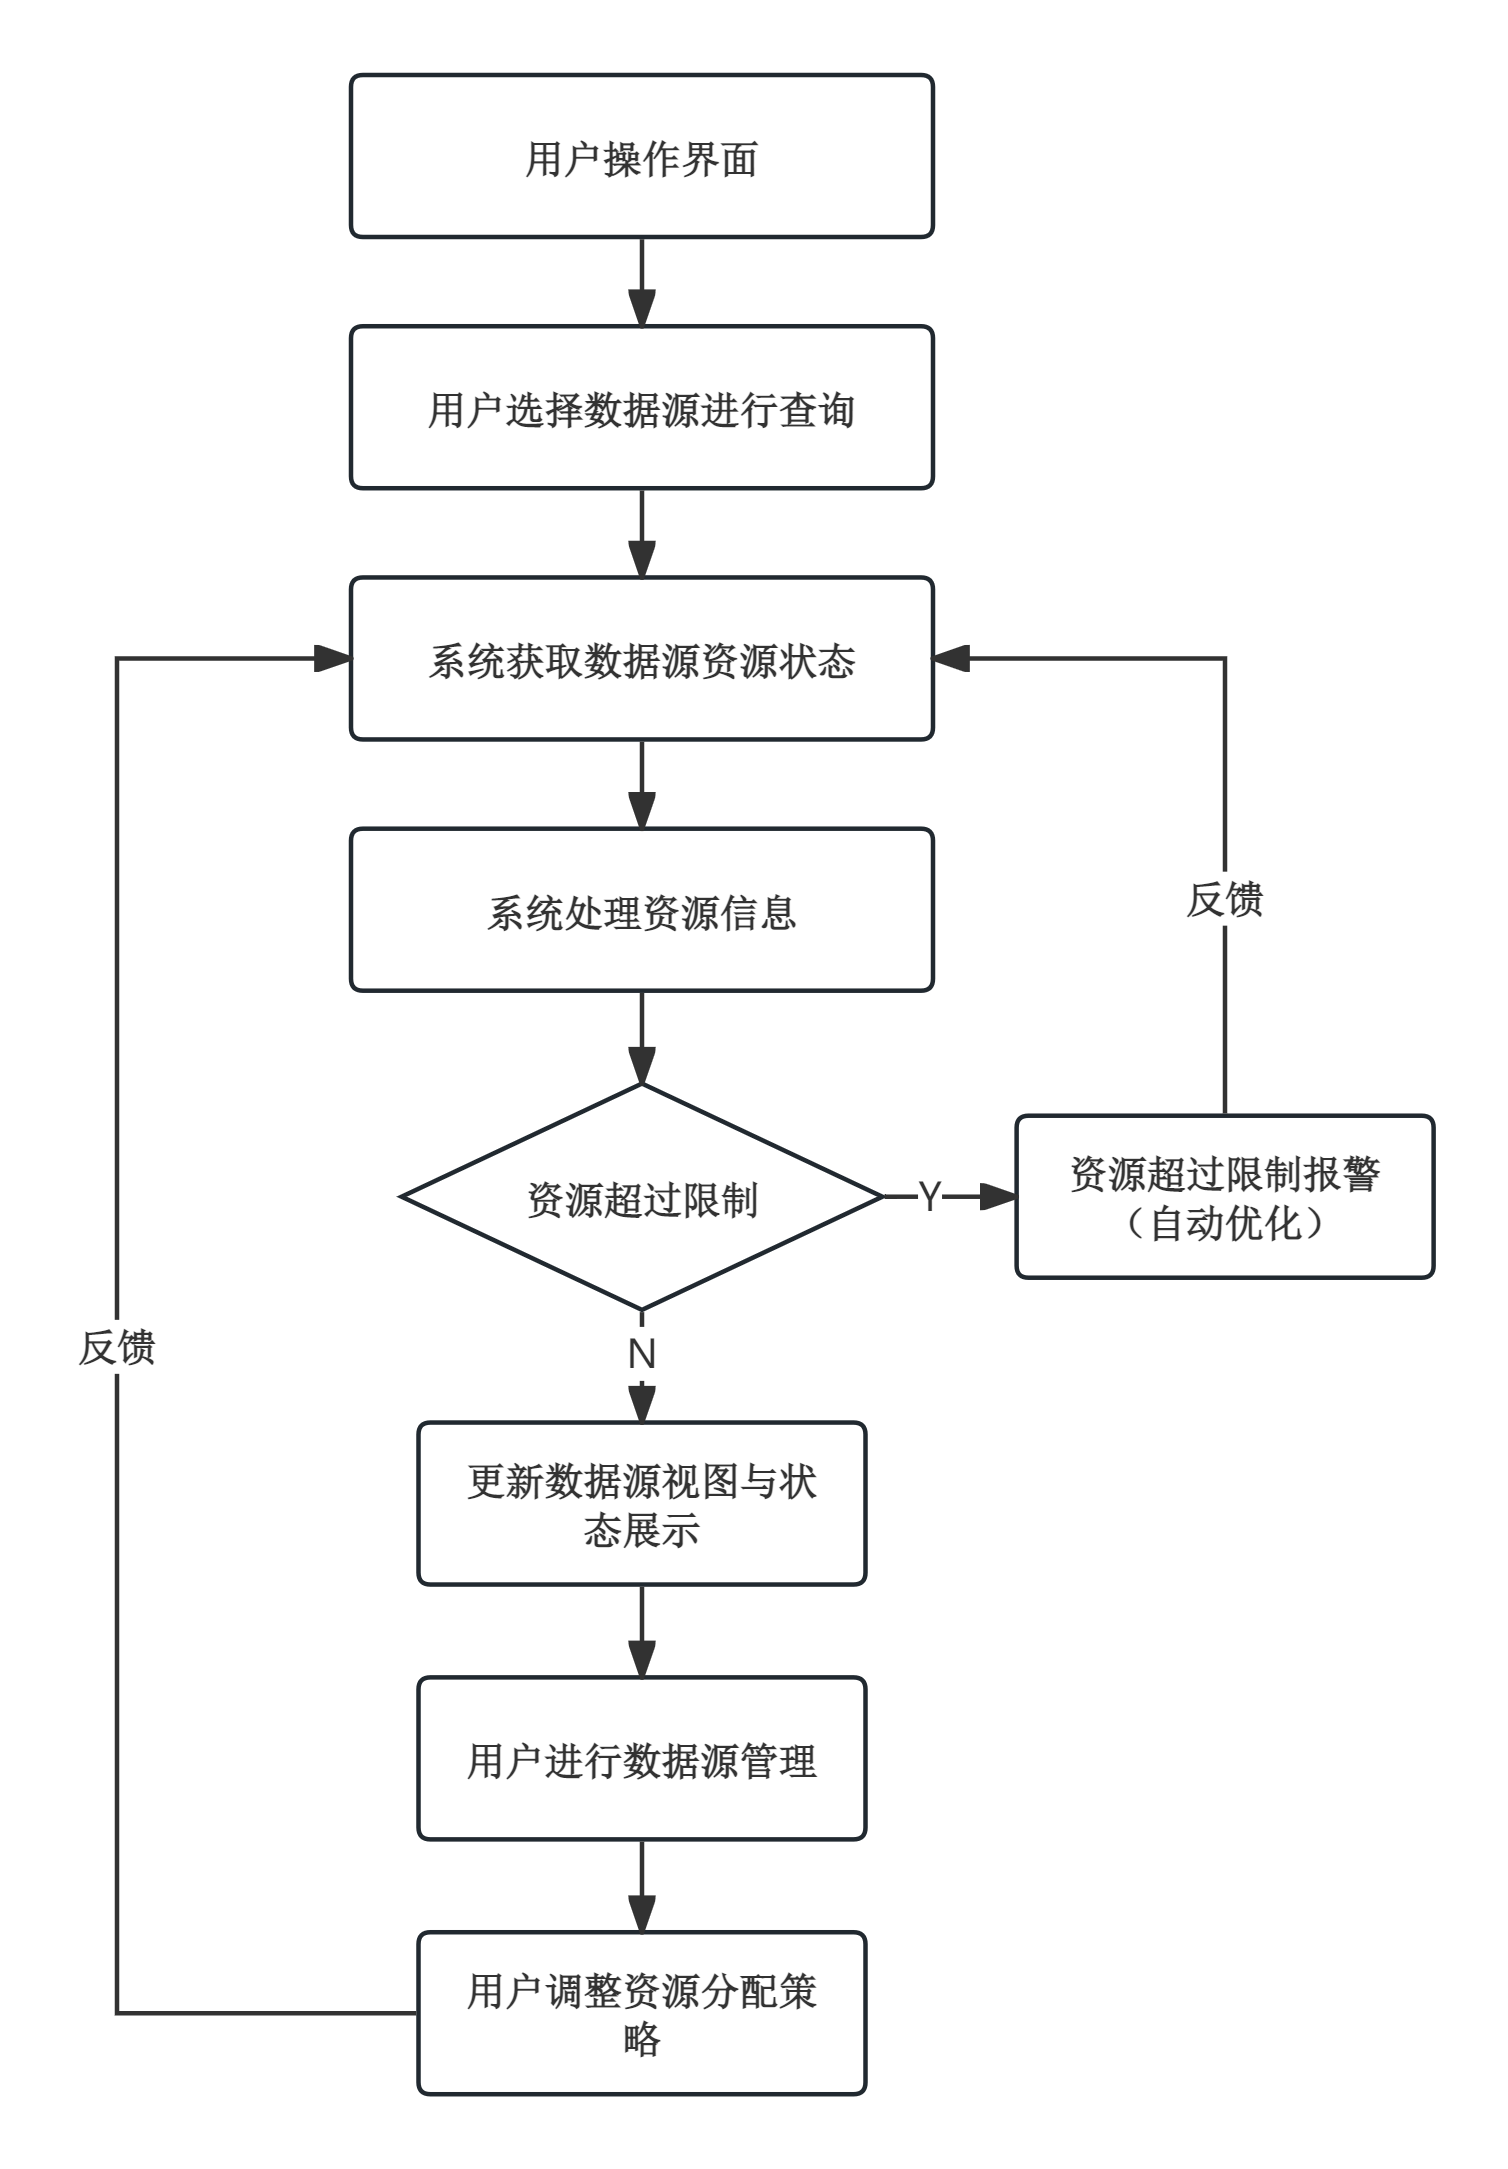 用户操作界面
用户选择数据源进行查询
系统获取数据源资源状态
系统处理资源信息
反馈
资源超过限制
Y
资源超过限制报警
（自动优化）
反馈
N
更新数据源视图与状
态展示
用户进行数据源管理
用户调整资源分配策
略